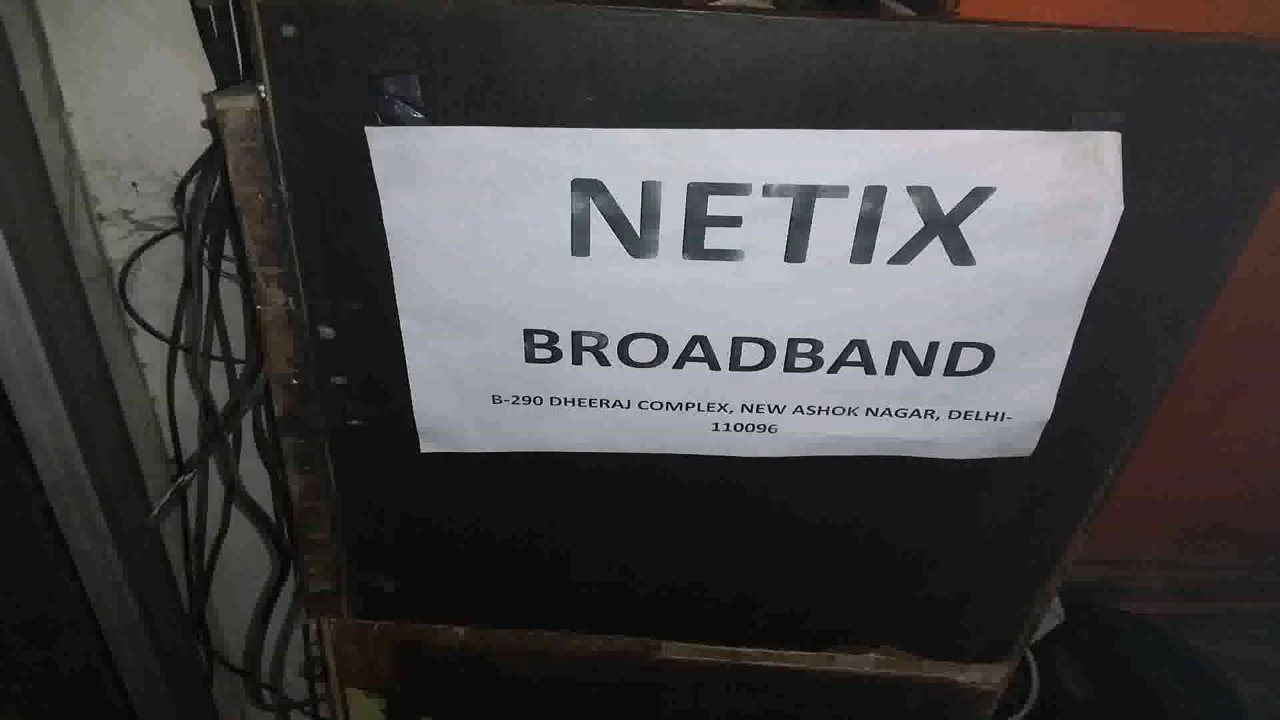 NETIX
BROADBAND
B-290 DHEERAJ COMPLEX, NEW ASHOK NAGAR, DELHI-
110096